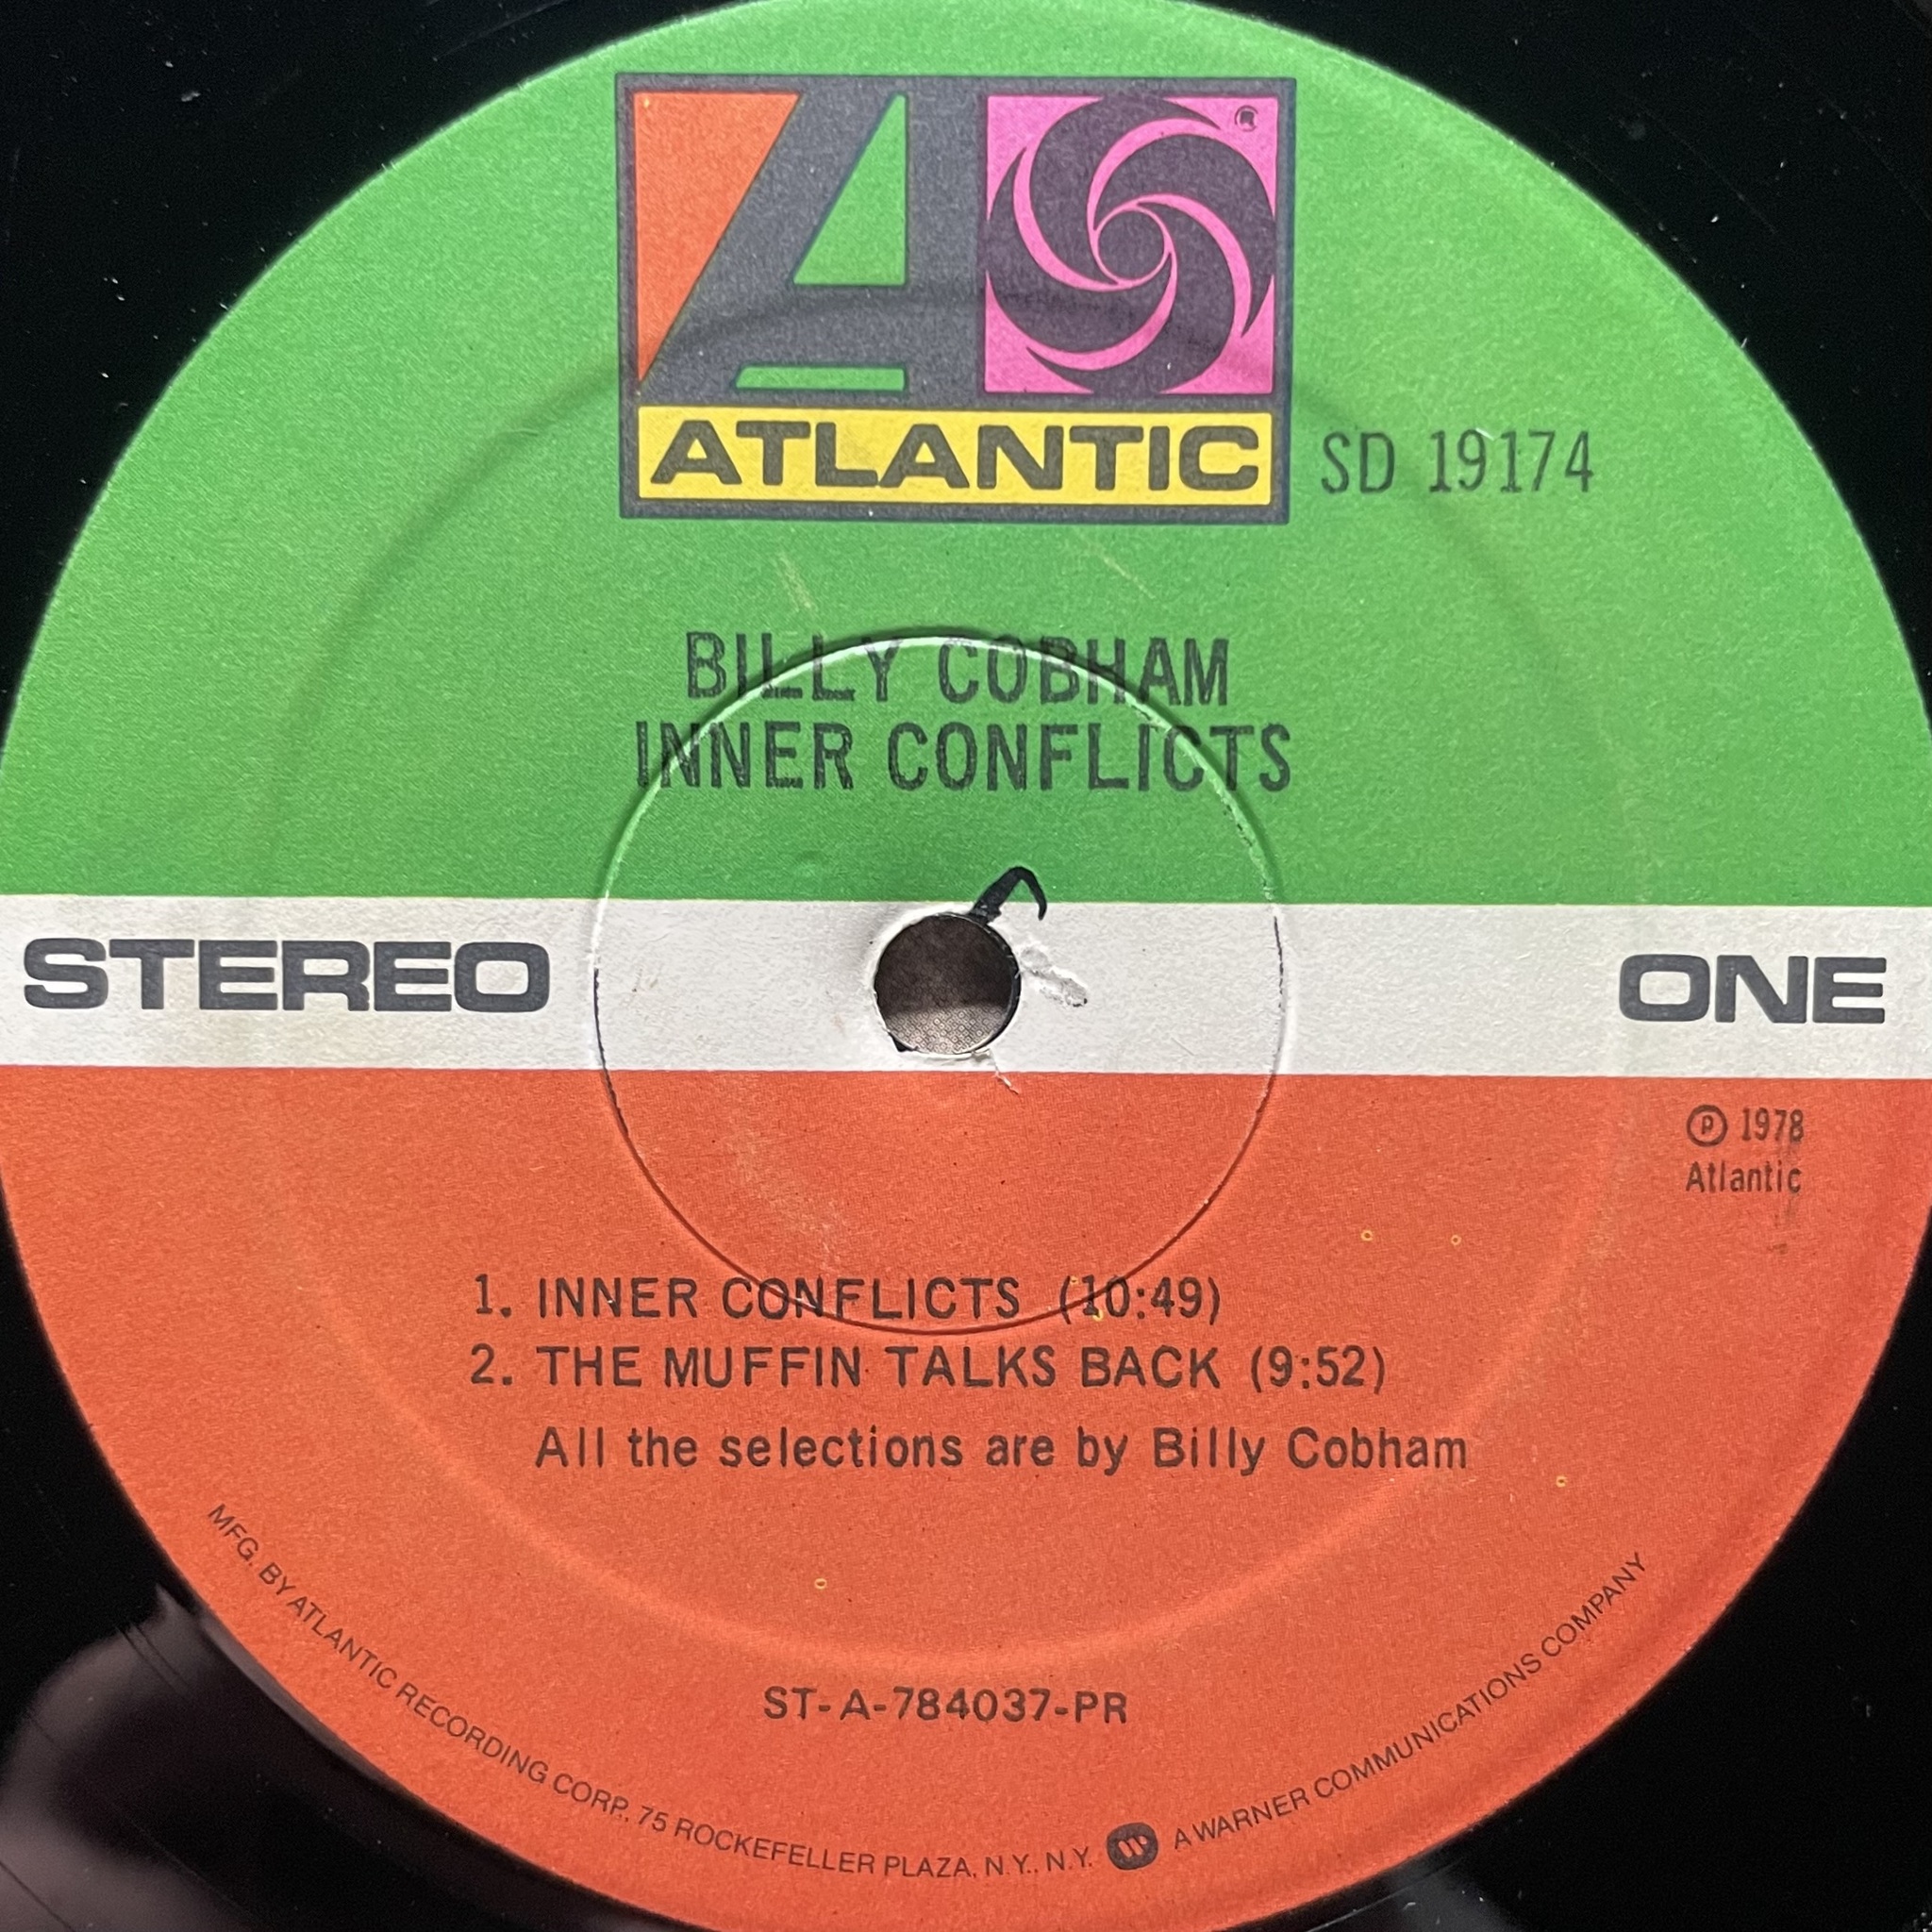 ®
ATLANTIC
SD 19174
BILLY COBHAM
INNER CONFLICTS
STEREO
ONE
℗ 1978
Atlantic
1. INNER CONFLICTS (10:49)
2. THE MUFFIN TALKS BACK (9:52)
All the selections are by Billy Cobham
ST-A-784037-PR
MFG. BY ATLANTIC RECORDING CORP., 75 ROCKEFELLER PLAZA, N.Y., N.Y. A WARNER COMMUNICATIONS COMPANY